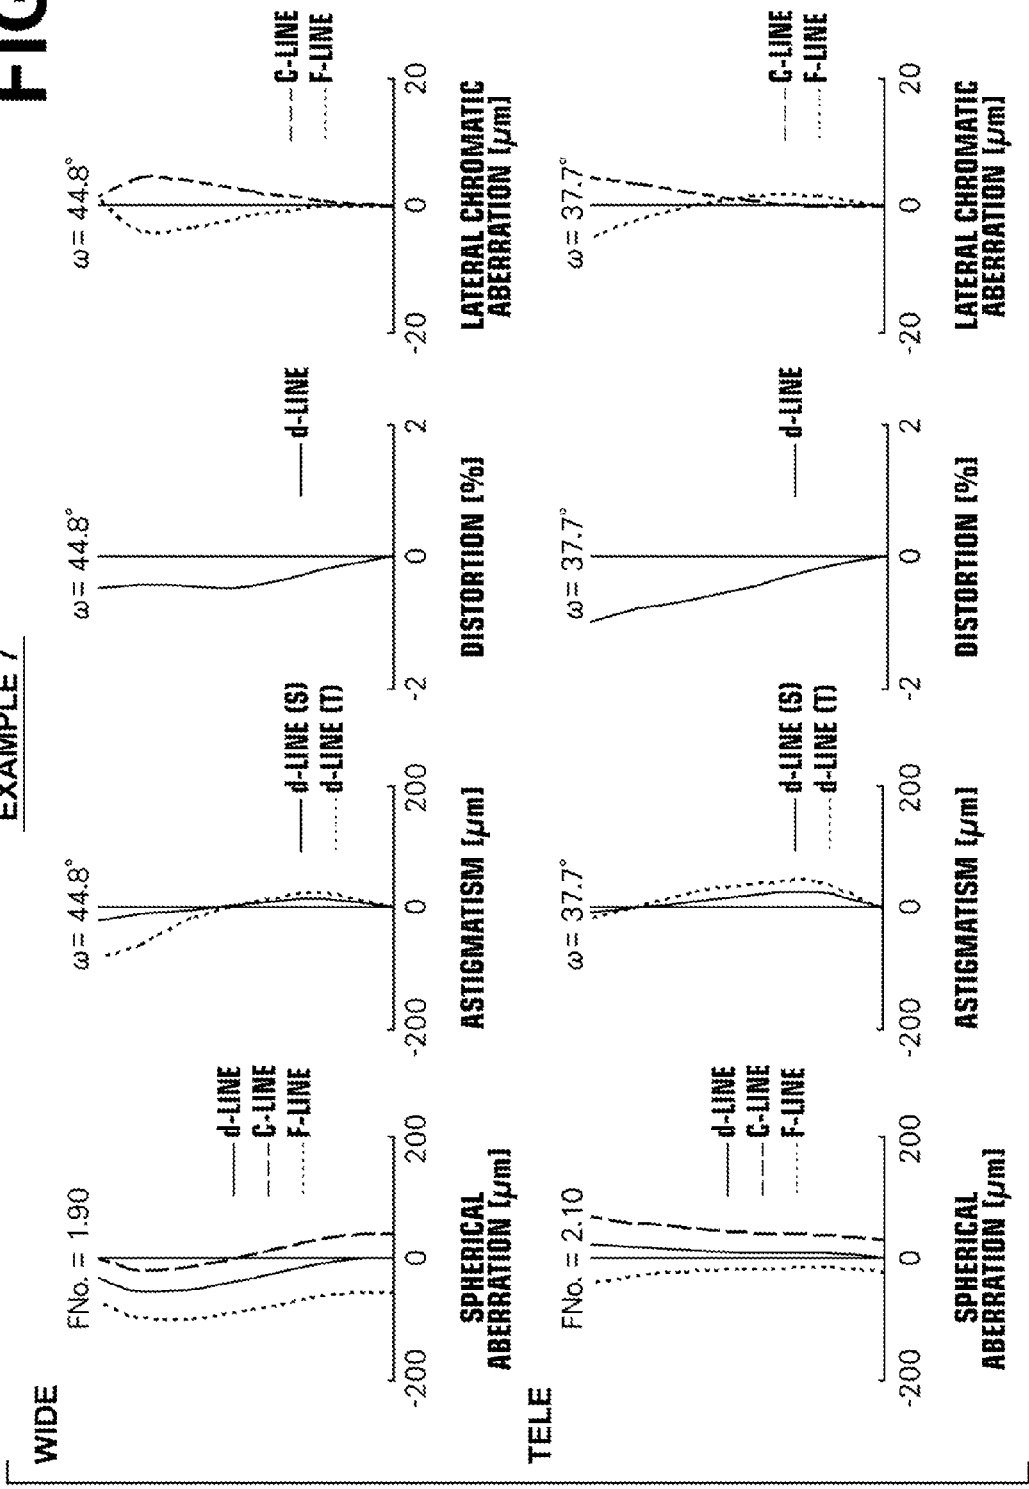 FIG
EXAMPLE 7
WIDE
FNo. = 1.90
d-LINE
C-LINE
F-LINE
-200 0 200
SPHERICAL
ABERRATION [μm]
ω = 44.8°
d-LINE (S)
d-LINE (T)
-200 0 200
ASTIGMATISM [μm]
ω = 44.8°
d-LINE
-2 0 2
DISTORTION [%]
ω = 44.8°
C-LINE
F-LINE
-20 0 20
LATERAL CHROMATIC
ABERRATION [μm]
TELE
FNo. = 2.10
d-LINE
C-LINE
F-LINE
-200 0 200
SPHERICAL
ABERRATION [μm]
ω = 37.7°
d-LINE (S)
d-LINE (T)
-200 0 200
ASTIGMATISM [μm]
ω = 37.7°
d-LINE
-2 0 2
DISTORTION [%]
ω = 37.7°
C-LINE
F-LINE
-20 0 20
LATERAL CHROMATIC
ABERRATION [μm]